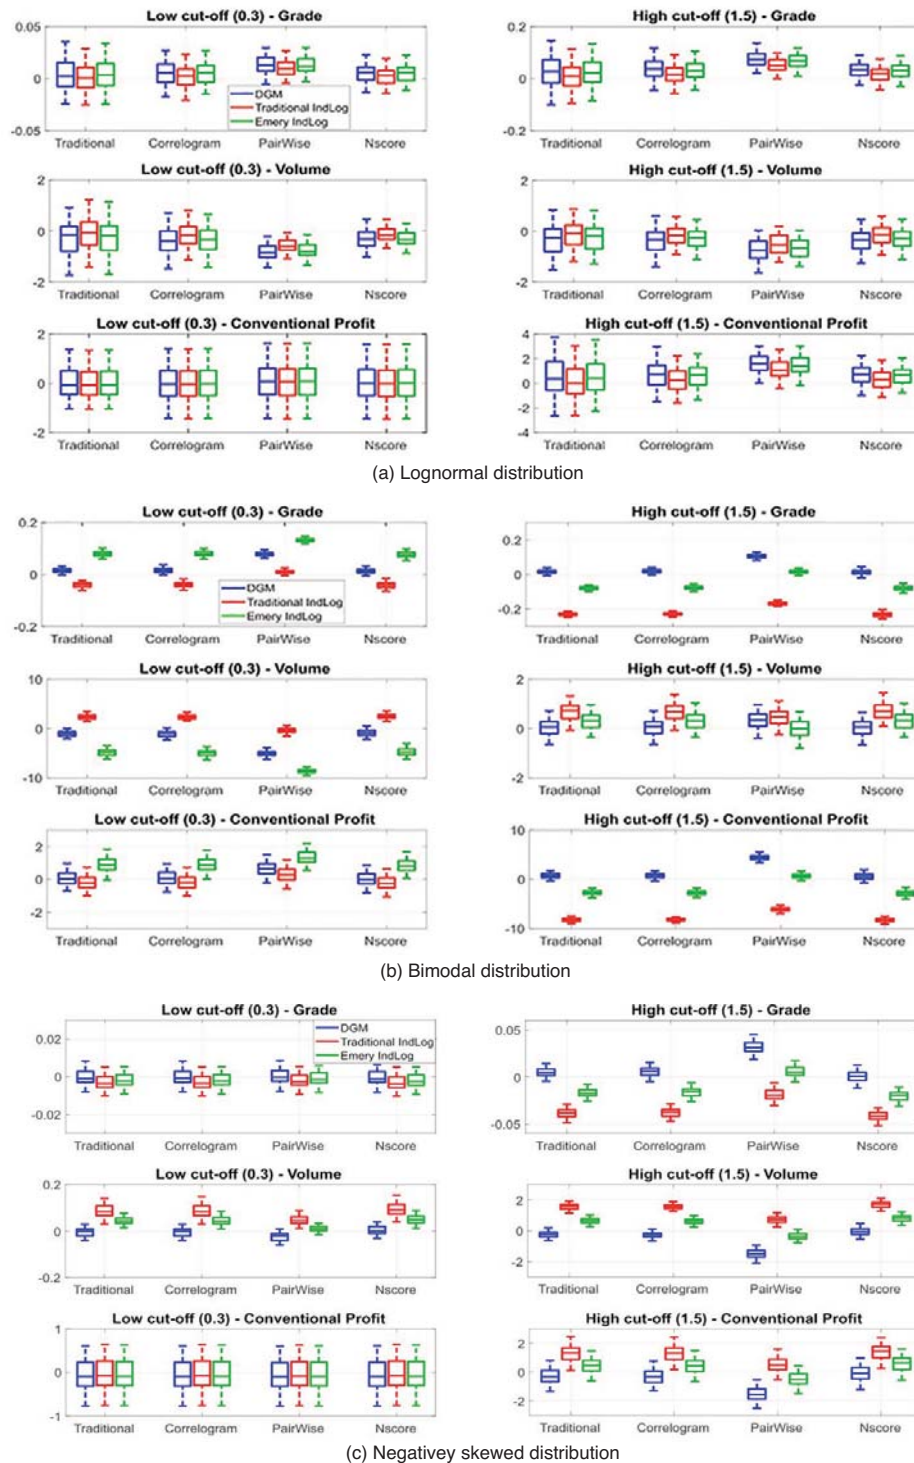 Low cut-off (0.3) - Grade
0.05
0
-0.05
DGM
Traditional IndLog
Emery IndLog
Traditional Correlogram PairWise Nscore
High cut-off (1.5) - Grade
0.2
0
-0.2
Traditional Correlogram PairWise Nscore
Low cut-off (0.3) - Volume
2
0
-2
Traditional Correlogram PairWise Nscore
High cut-off (1.5) - Volume
2
0
-2
Traditional Correlogram PairWise Nscore
Low cut-off (0.3) - Conventional Profit
2
0
-2
Traditional Correlogram PairWise Nscore
High cut-off (1.5) - Conventional Profit
4
2
0
-2
-4
Traditional Correlogram PairWise Nscore
(a) Lognormal distribution
Low cut-off (0.3) - Grade
0.2
0
-0.2
DGM
Traditional IndLog
Emery IndLog
Traditional Correlogram PairWise Nscore
High cut-off (1.5) - Grade
0.2
0
-0.2
Traditional Correlogram PairWise Nscore
Low cut-off (0.3) - Volume
10
0
-10
Traditional Correlogram PairWise Nscore
High cut-off (1.5) - Volume
2
0
-2
Traditional Correlogram PairWise Nscore
Low cut-off (0.3) - Conventional Profit
2
0
-2
Traditional Correlogram PairWise Nscore
High cut-off (1.5) - Conventional Profit
10
0
-10
Traditional Correlogram PairWise Nscore
(b) Bimodal distribution
Low cut-off (0.3) - Grade
0.02
0
-0.02
DGM
Traditional IndLog
Emery IndLog
Traditional Correlogram PairWise Nscore
High cut-off (1.5) - Grade
0.05
0
-0.05
Traditional Correlogram PairWise Nscore
Low cut-off (0.3) - Volume
0.2
0
-0.2
Traditional Correlogram PairWise Nscore
High cut-off (1.5) - Volume
2
0
-2
Traditional Correlogram PairWise Nscore
Low cut-off (0.3) - Conventional Profit
1
0
-1
Traditional Correlogram PairWise Nscore
High cut-off (1.5) - Conventional Profit
2
0
-2
Traditional Correlogram PairWise Nscore
(c) Negativey skewed distribution